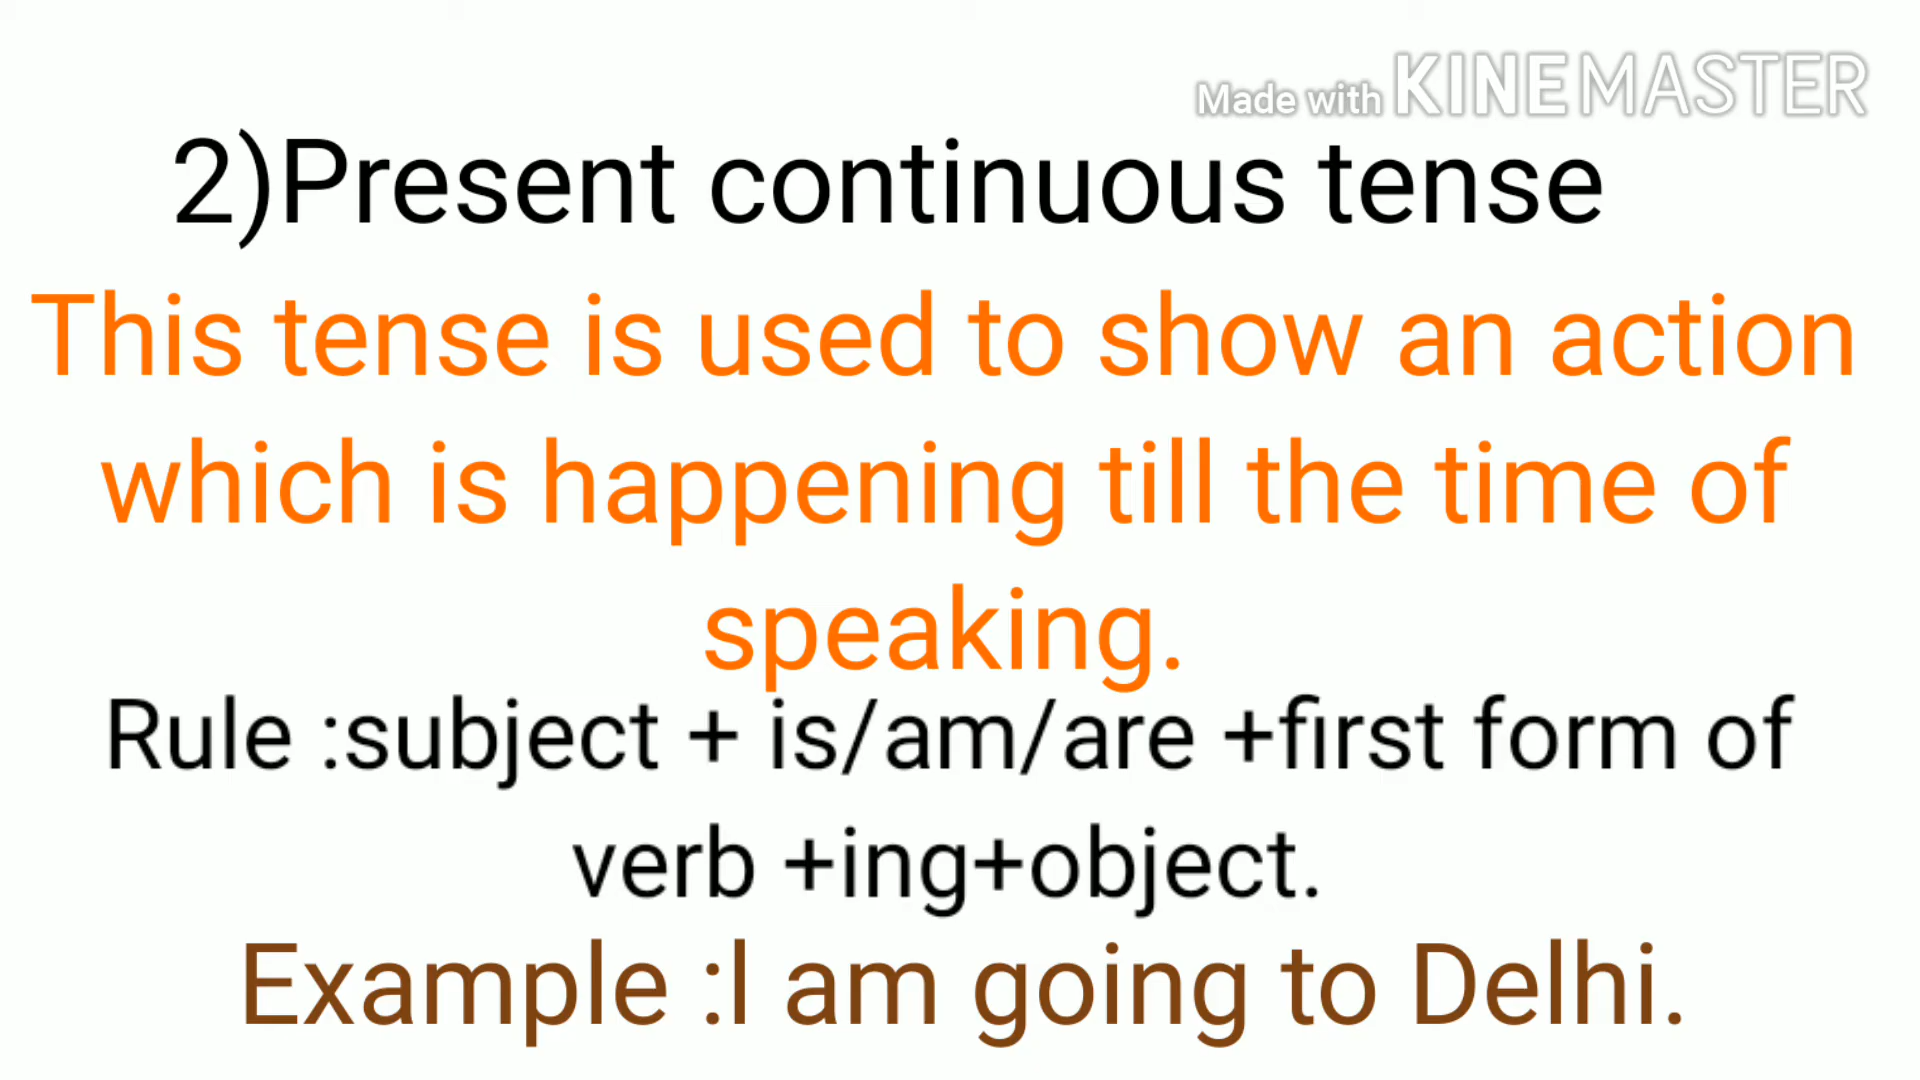 Made with KINEMASTER
2)Present continuous tense
This tense is used to show an action
which is happening till the time of
speaking.
Rule :subject + is/am/are +first form of
verb +ing+object.
Example :I am going to Delhi.